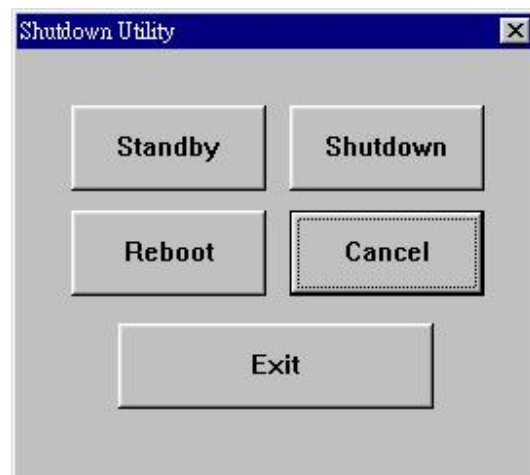 Shutdown Utility
Standby
Shutdown
Reboot
Cancel
Exit